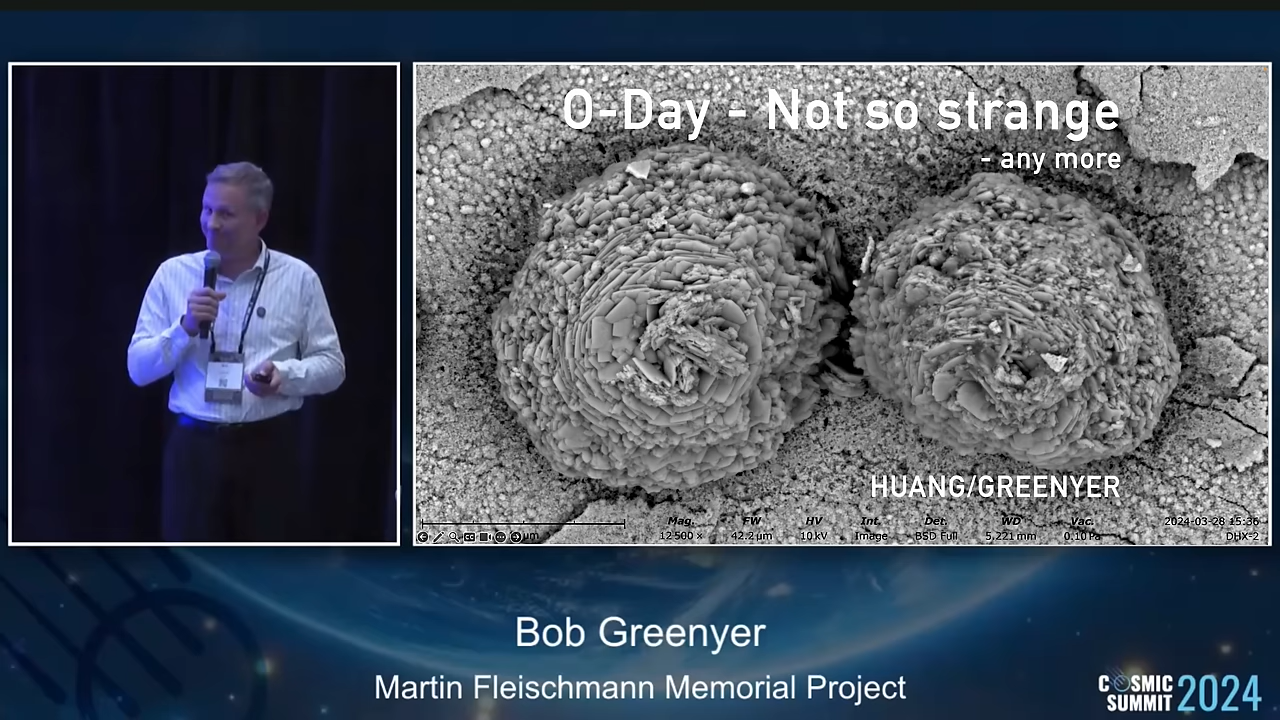 O-Day - Not so strange
- any more
HUANG/GREENYER
Mag. FW HV Int. Det. WD Vac. 2024-03-28 15:36
12 500 x 42.2 µm 10 kV Image BSD Full 5.221 mm 0.10 Pa DHX-2
Bob Greenyer
Martin Fleischmann Memorial Project
COSMIC
SUMMIT 2024